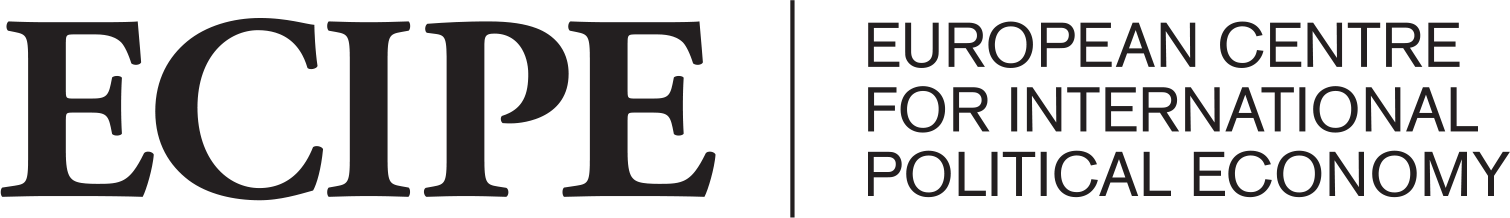 ECIPE
EUROPEAN CENTRE
FOR INTERNATIONAL
POLITICAL ECONOMY